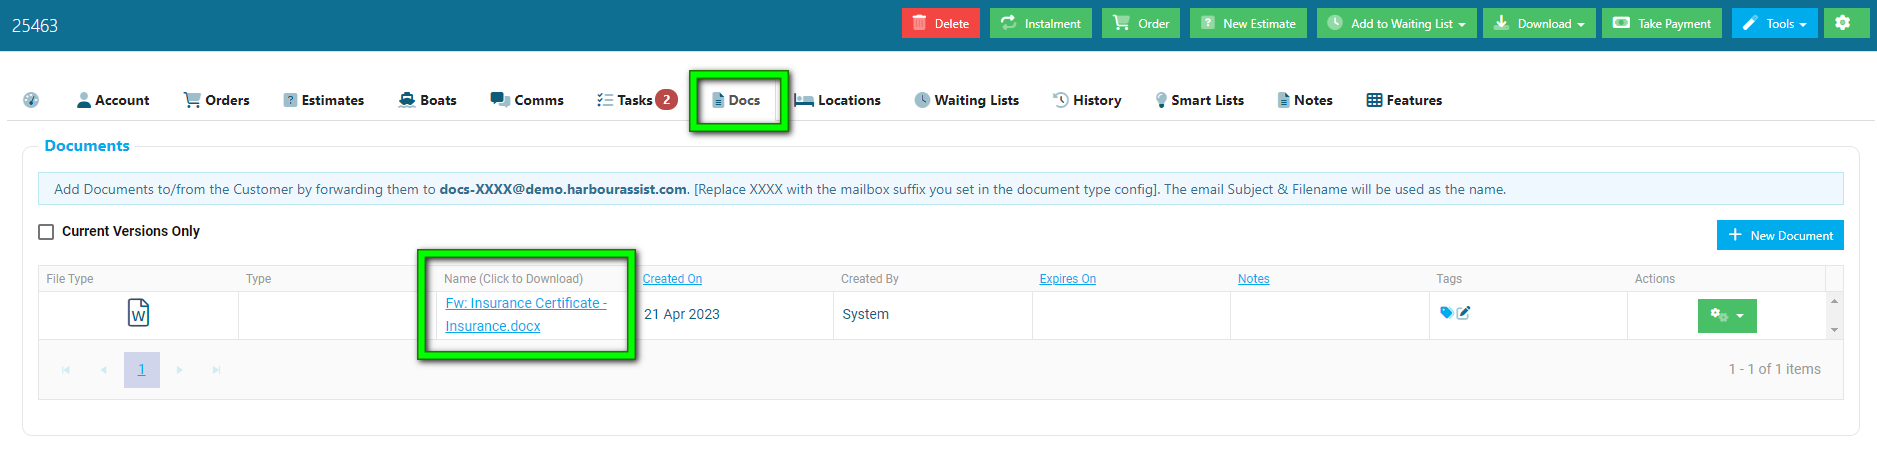 25463
Delete
Instalment
Order
New Estimate
Add to Waiting List
Download
Take Payment
Tools
Account
Orders
Estimates
Boats
Comms
Tasks 2
Docs
Locations
Waiting Lists
History
Smart Lists
Notes
Features
Documents
Add Documents to/from the Customer by forwarding them to docs-XXXX@demo.harbourassist.com. [Replace XXXX with the mailbox suffix you set in the document type config]. The email Subject & Filename will be used as the name.
Current Versions Only
New Document
File Type
Type
Name (Click to Download)
Created On
Created By
Expires On
Notes
Tags
Actions
W
Fw: Insurance Certificate -
Insurance.docx
21 Apr 2023
System
1
1 - 1 of 1 items